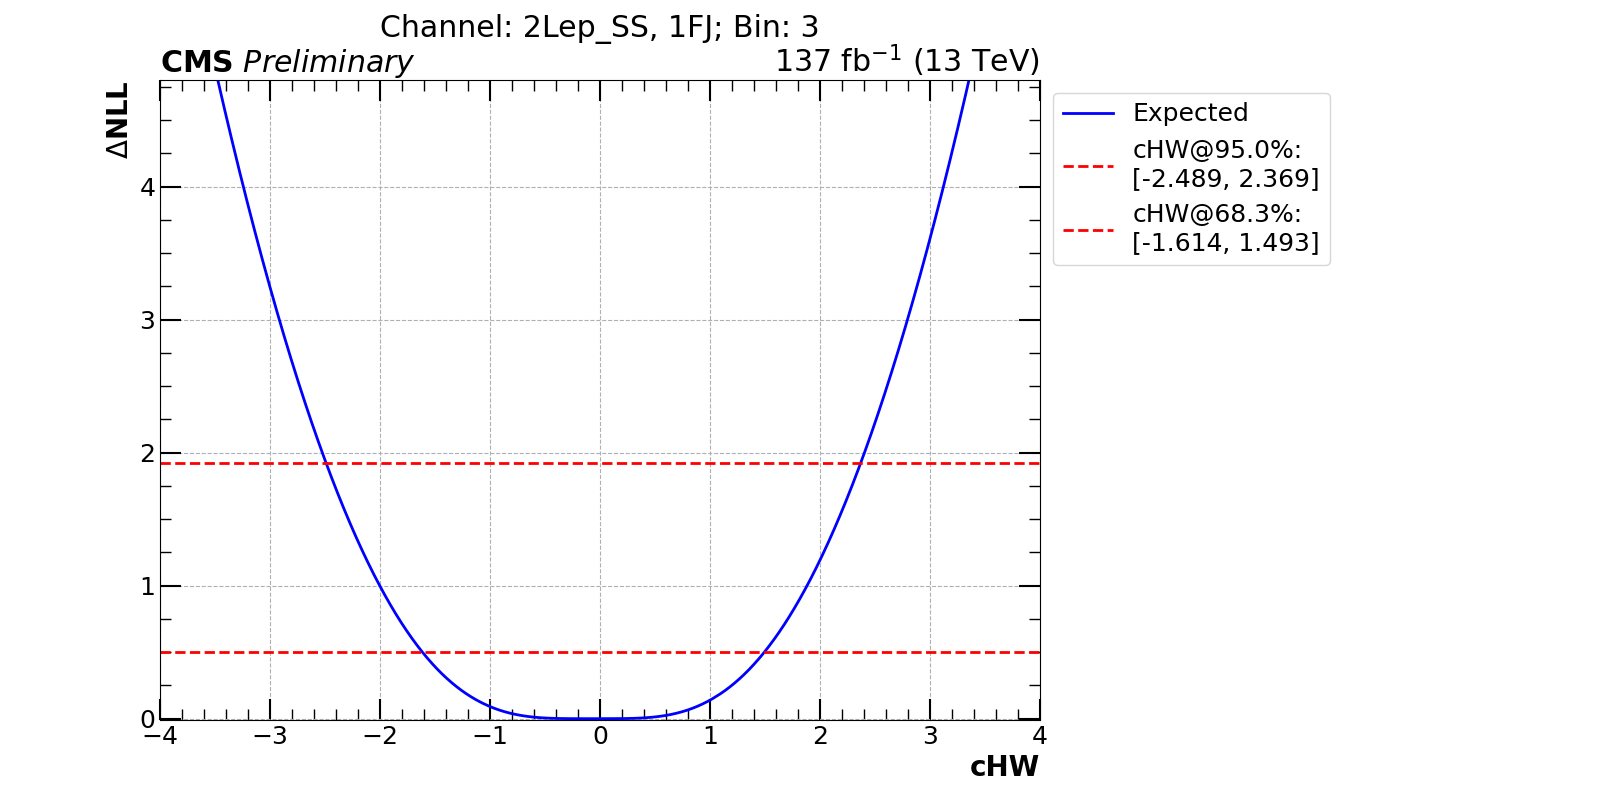 Channel: 2Lep_SS, 1FJ; Bin: 3
CMS Preliminary
137 fb⁻¹ (13 TeV)
ΔNLL
4
3
2
1
0
−4 −3 −2 −1 0 1 2 3 4
cHW
Expected
cHW@95.0%:
[-2.489, 2.369]
cHW@68.3%:
[-1.614, 1.493]